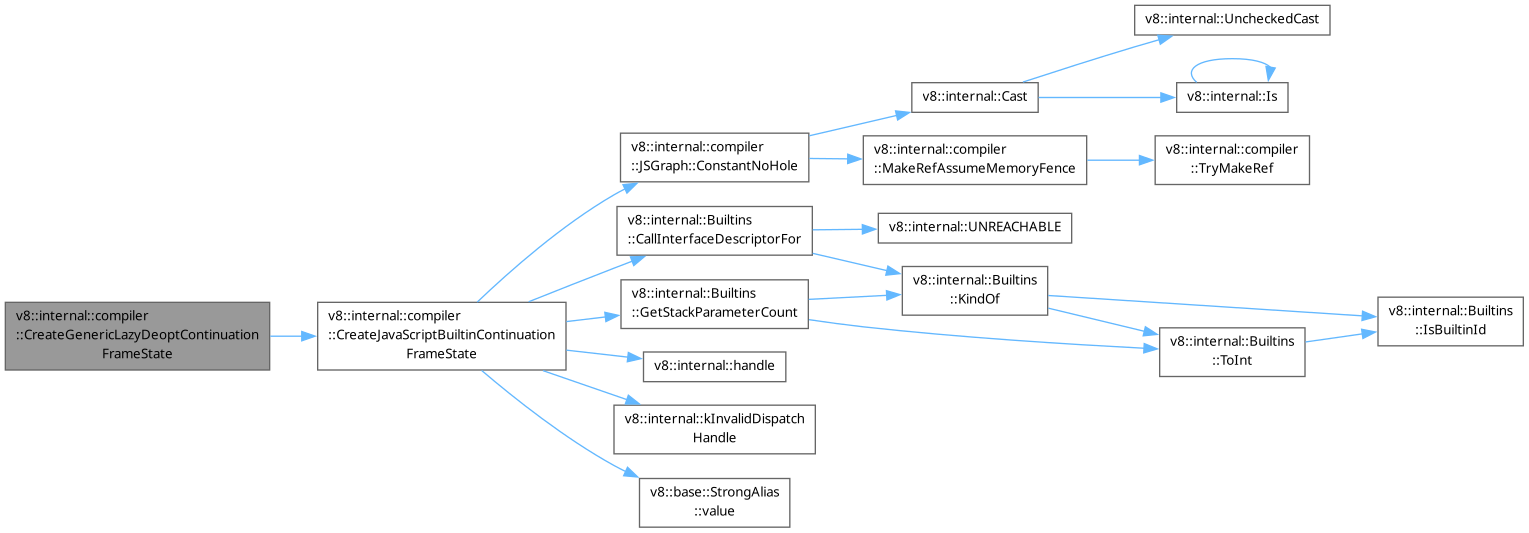 v8::internal::UncheckedCast
v8::internal::Cast
v8::internal::Is
v8::internal::compiler
::JSGraph::ConstantNoHole
v8::internal::compiler
::MakeRefAssumeMemoryFence
v8::internal::compiler
::TryMakeRef
v8::internal::Builtins
::CallInterfaceDescriptorFor
v8::internal::UNREACHABLE
v8::internal::Builtins
::GetStackParameterCount
v8::internal::Builtins
::KindOf
v8::internal::Builtins
::IsBuiltinId
v8::internal::compiler
::CreateGenericLazyDeoptContinuation
FrameState
v8::internal::compiler
::CreateJavaScriptBuiltinContinuation
FrameState
v8::internal::Builtins
::ToInt
v8::internal::handle
v8::internal::kInvalidDispatch
Handle
v8::base::StrongAlias
::value